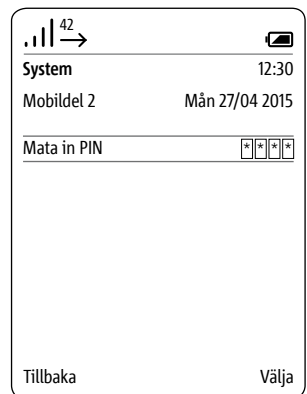 42
System 12:30
Mobildel 2 Mån 27/04 2015
Mata in PIN ****
Tillbaka Välja